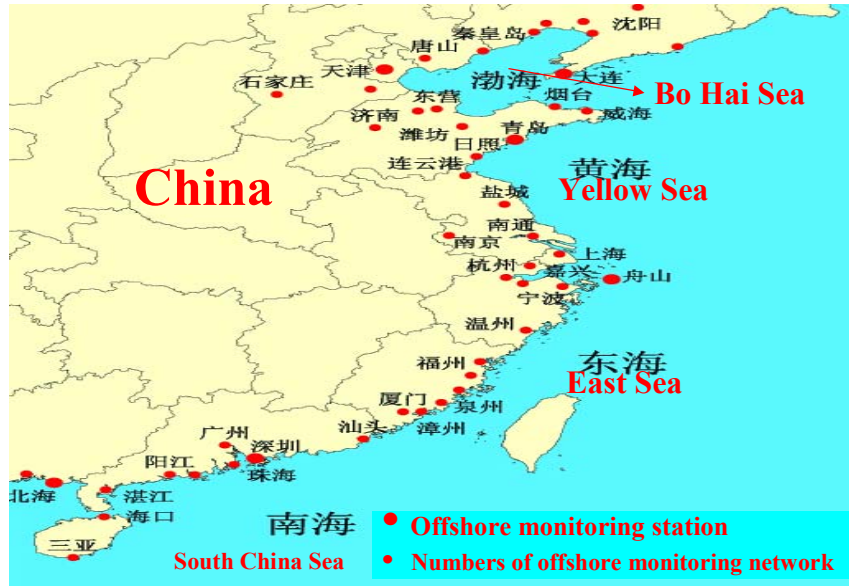 沈阳
秦皇岛
唐山
天津
大连
渤海
石家庄
Bo Hai Sea
烟台
东营
威海
济南
潍坊
青岛
日照
黄海
连云港
China
Yellow Sea
盐城
南通
南京
上海
杭州
嘉兴
舟山
宁波
温州
东海
福州
East Sea
厦门
泉州
漳州
汕头
广州
深圳
阳江
珠海
北海
湛江
海口
南海
三亚
South China Sea
Offshore monitoring station
Numbers of offshore monitoring network